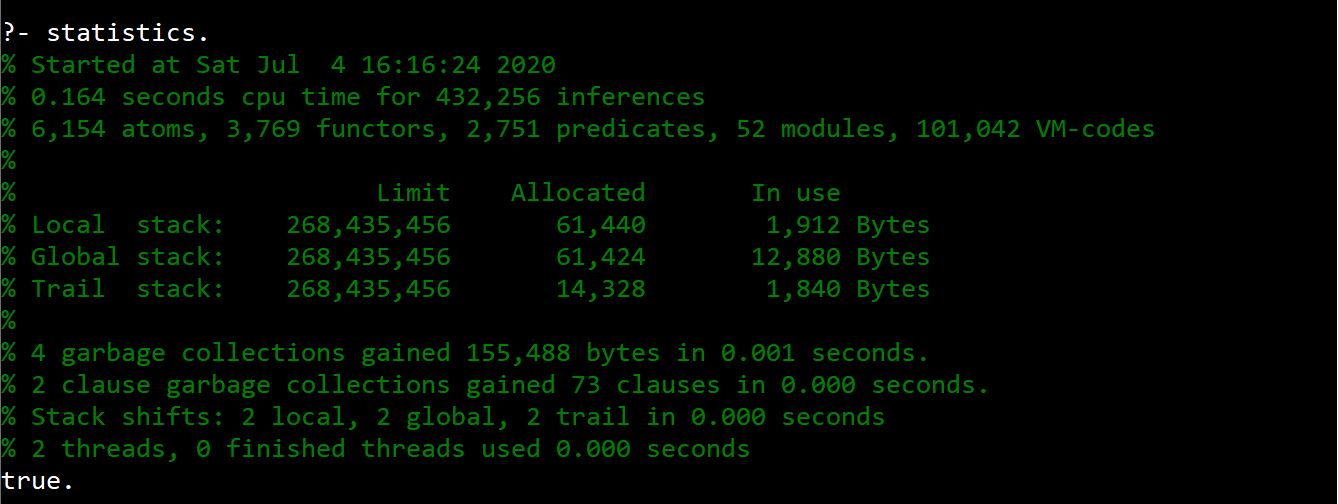 ?- statistics.
% Started at Sat Jul  4 16:16:24 2020
% 0.164 seconds cpu time for 432,256 inferences
% 6,154 atoms, 3,769 functors, 2,751 predicates, 52 modules, 101,042 VM-codes
%
%                        Limit    Allocated       In use
% Local  stack:    268,435,456       61,440        1,912 Bytes
% Global stack:    268,435,456       61,424       12,880 Bytes
% Trail  stack:    268,435,456       14,328        1,840 Bytes
%
% 4 garbage collections gained 155,488 bytes in 0.001 seconds.
% 2 clause garbage collections gained 73 clauses in 0.000 seconds.
% Stack shifts: 2 local, 2 global, 2 trail in 0.000 seconds
% 2 threads, 0 finished threads used 0.000 seconds
true.